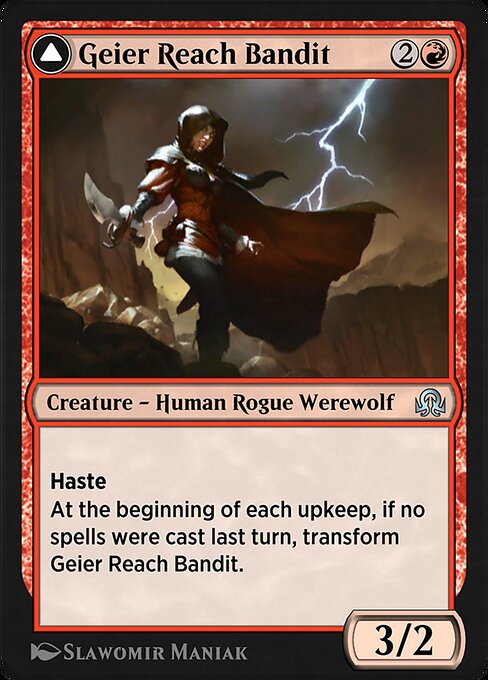 Geier Reach Bandit 2
Creature – Human Rogue Werewolf
Haste
At the beginning of each upkeep, if no
spells were cast last turn, transform
Geier Reach Bandit.
3/2
Slawomir Maniak